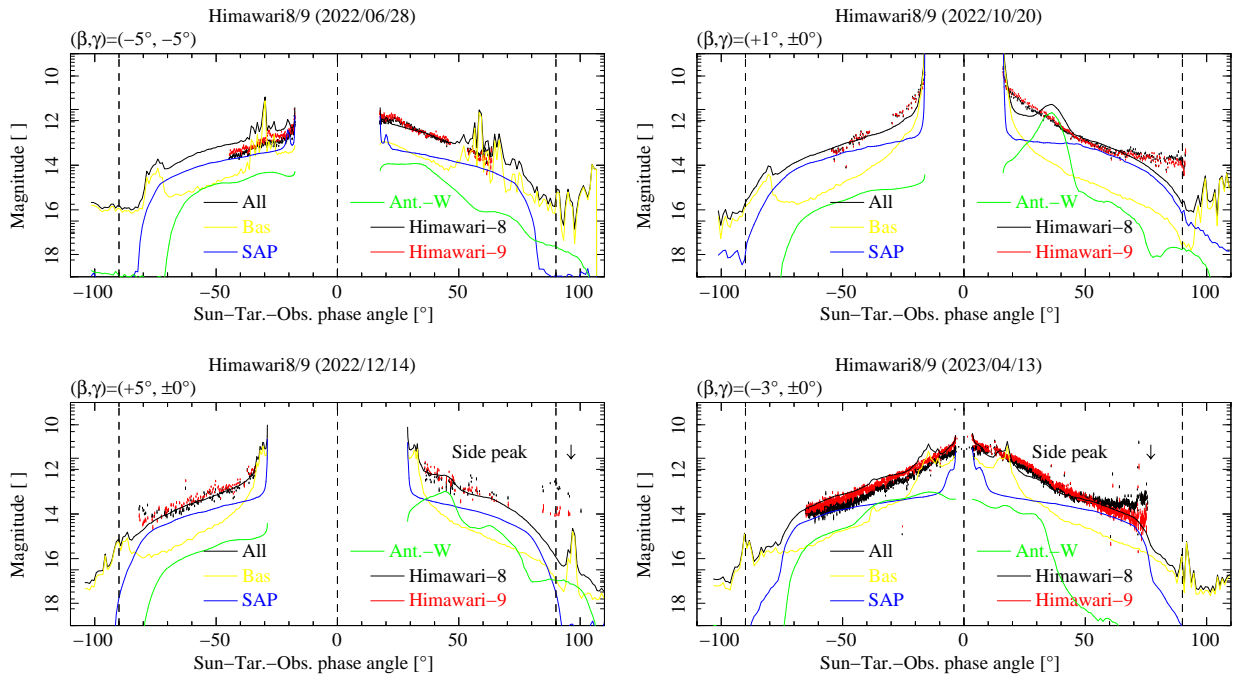 Himawari8/9 (2022/06/28)
(β,γ)=(−5°, −5°)
10
12
14
16
18
Magnitude [ ]
All
Bas
SAP
Ant.−W
Himawari−8
Himawari−9
−100 −50 0 50 100
Sun−Tar.−Obs. phase angle [°]
Himawari8/9 (2022/10/20)
(β,γ)=(+1°, ±0°)
10
12
14
16
18
Magnitude [ ]
All
Bas
SAP
Ant.−W
Himawari−8
Himawari−9
−100 −50 0 50 100
Sun−Tar.−Obs. phase angle [°]
Himawari8/9 (2022/12/14)
(β,γ)=(+5°, ±0°)
10
12
14
16
18
Magnitude [ ]
Side peak ↓
All
Bas
SAP
Ant.−W
Himawari−8
Himawari−9
−100 −50 0 50 100
Sun−Tar.−Obs. phase angle [°]
Himawari8/9 (2023/04/13)
(β,γ)=(−3°, ±0°)
10
12
14
16
18
Magnitude [ ]
Side peak ↓
All
Bas
SAP
Ant.−W
Himawari−8
Himawari−9
−100 −50 0 50 100
Sun−Tar.−Obs. phase angle [°]